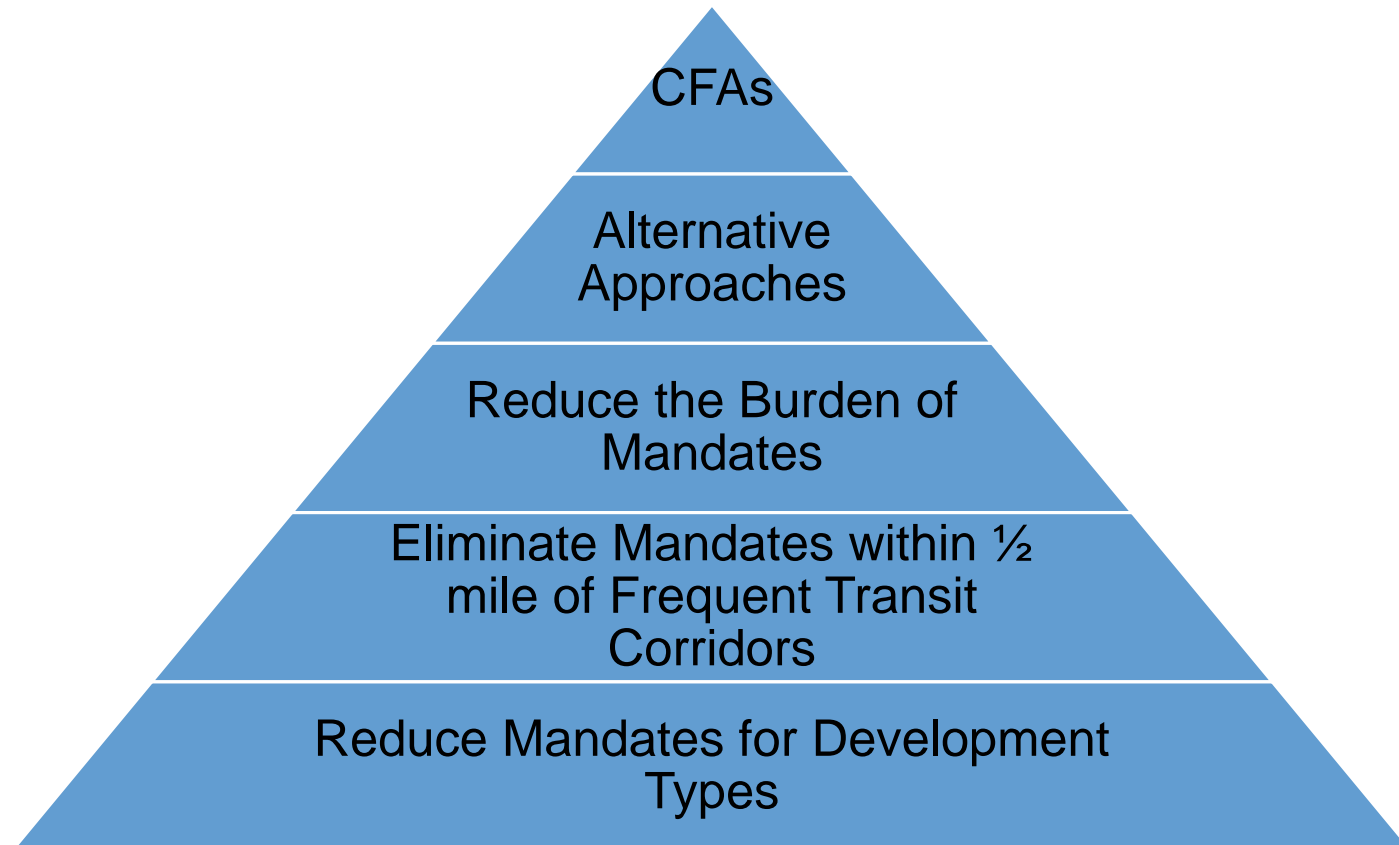 CFAs
Alternative
Approaches
Reduce the Burden of
Mandates
Eliminate Mandates within ½
mile of Frequent Transit
Corridors
Reduce Mandates for Development
Types